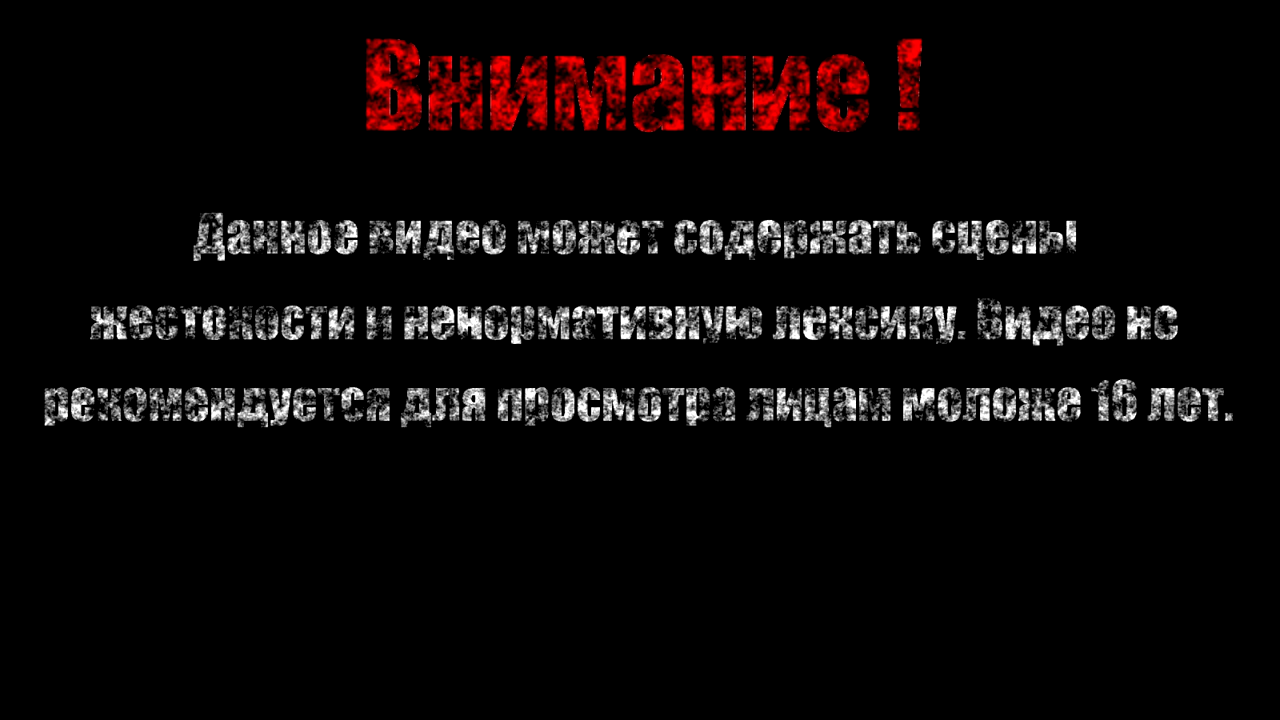 Внимание !
Данное видео может содержать сцены
жестокости и ненормативную лексику. Видео не
рекомендуется для просмотра лицам моложе 16 лет.